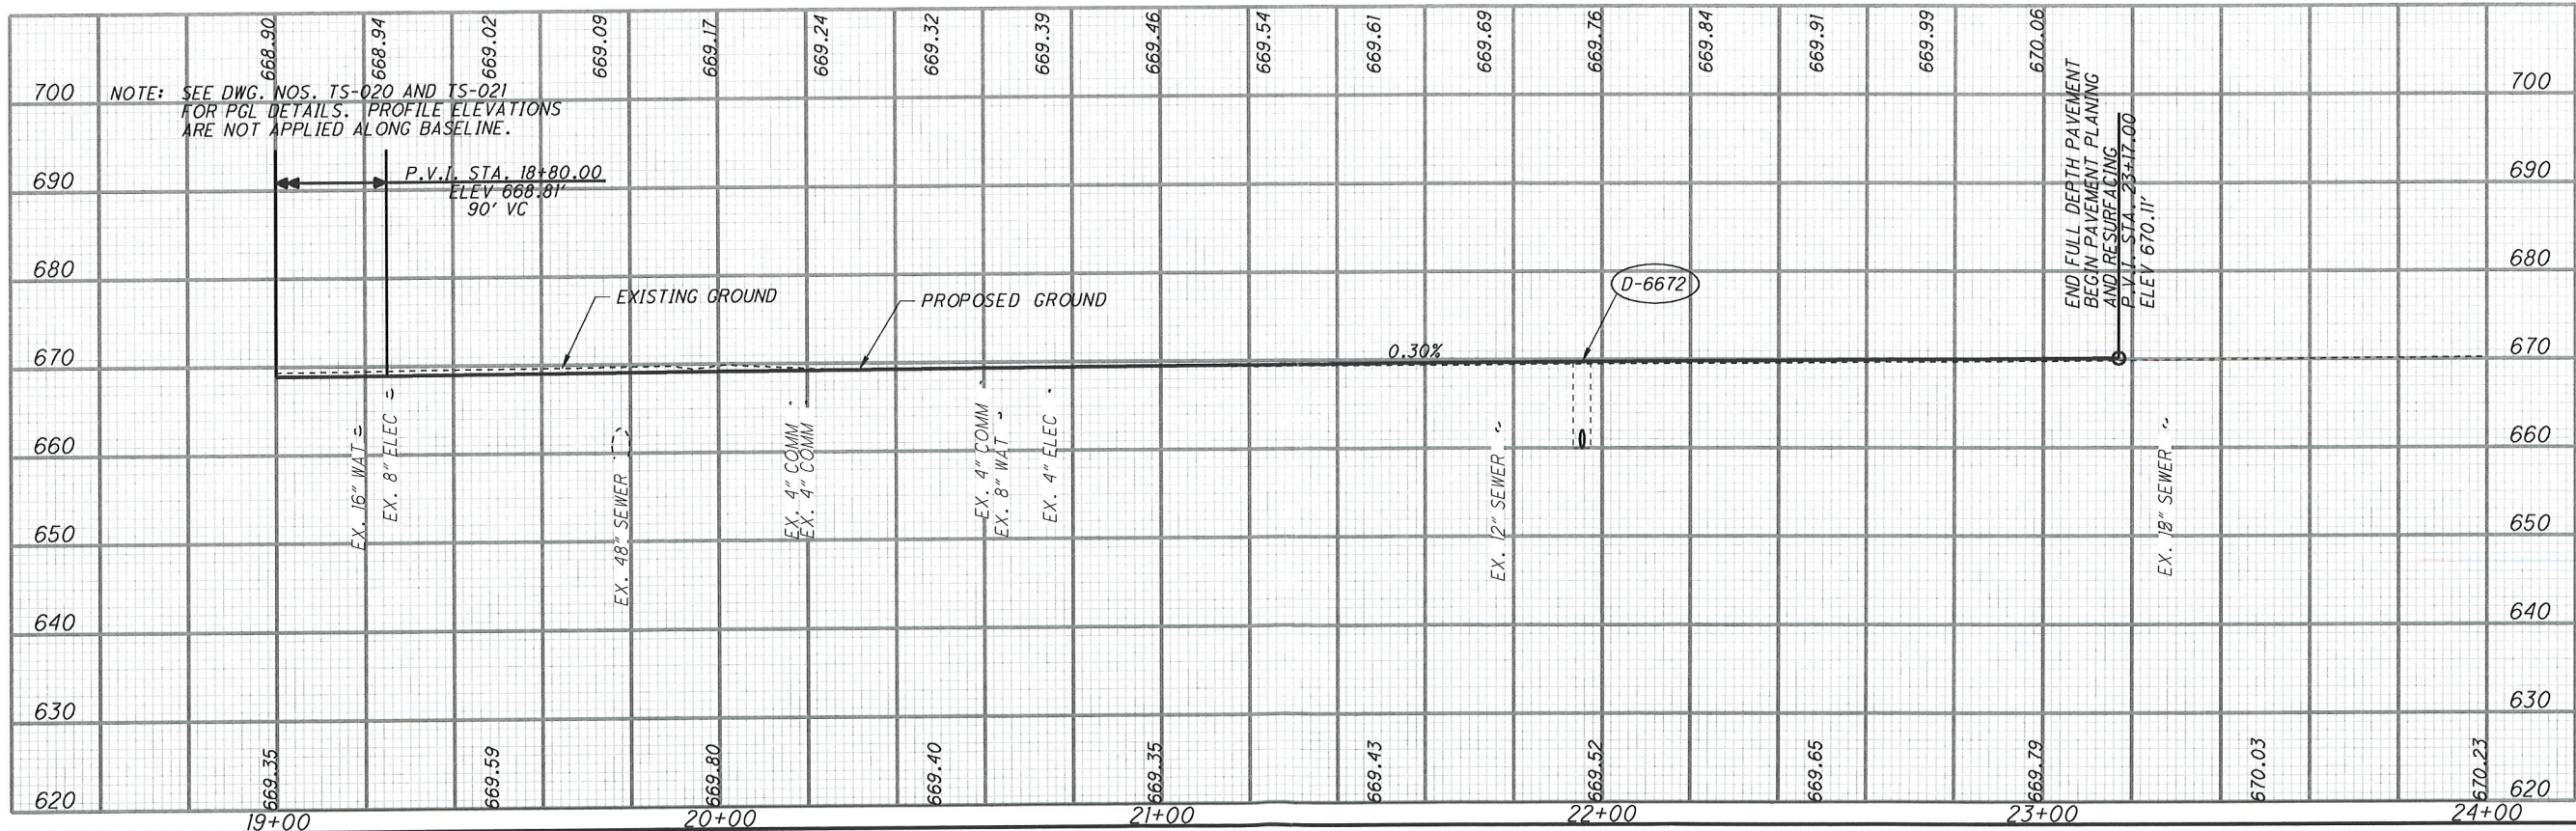 668.90 668.94 669.02 669.09 669.17 669.24 669.32 669.39 669.46 669.54 669.61 669.69 669.76 669.84 669.91 669.99 670.06
700 700
NOTE: SEE DWG. NOS. TS-020 AND TS-021
FOR PGL DETAILS. PROFILE ELEVATIONS
ARE NOT APPLIED ALONG BASELINE.
690 690
P.V.I. STA. 18+80.00
ELEV 668.81'
90' VC
END FULL DEPTH PAVEMENT
BEGIN PAVEMENT PLANING
AND RESURFACING
P.V.I. STA. 23+17.00
ELEV 670.11'
680 680
EXISTING GROUND
PROPOSED GROUND
D-6672
670 670
0.30%
660 660
EX. 16" WAT
EX. 8" ELEC
EX. 48" SEWER
EX. 4" COMM
EX. 4" COMM
EX. 4" COMM
EX. 8" WAT
EX. 4" ELEC
EX. 12" SEWER
EX. 18" SEWER
650 650
640 640
630 630
669.35 669.59 669.80 669.40 669.35 669.43 669.52 669.65 669.79 670.03 670.23
620 620
19+00 20+00 21+00 22+00 23+00 24+00